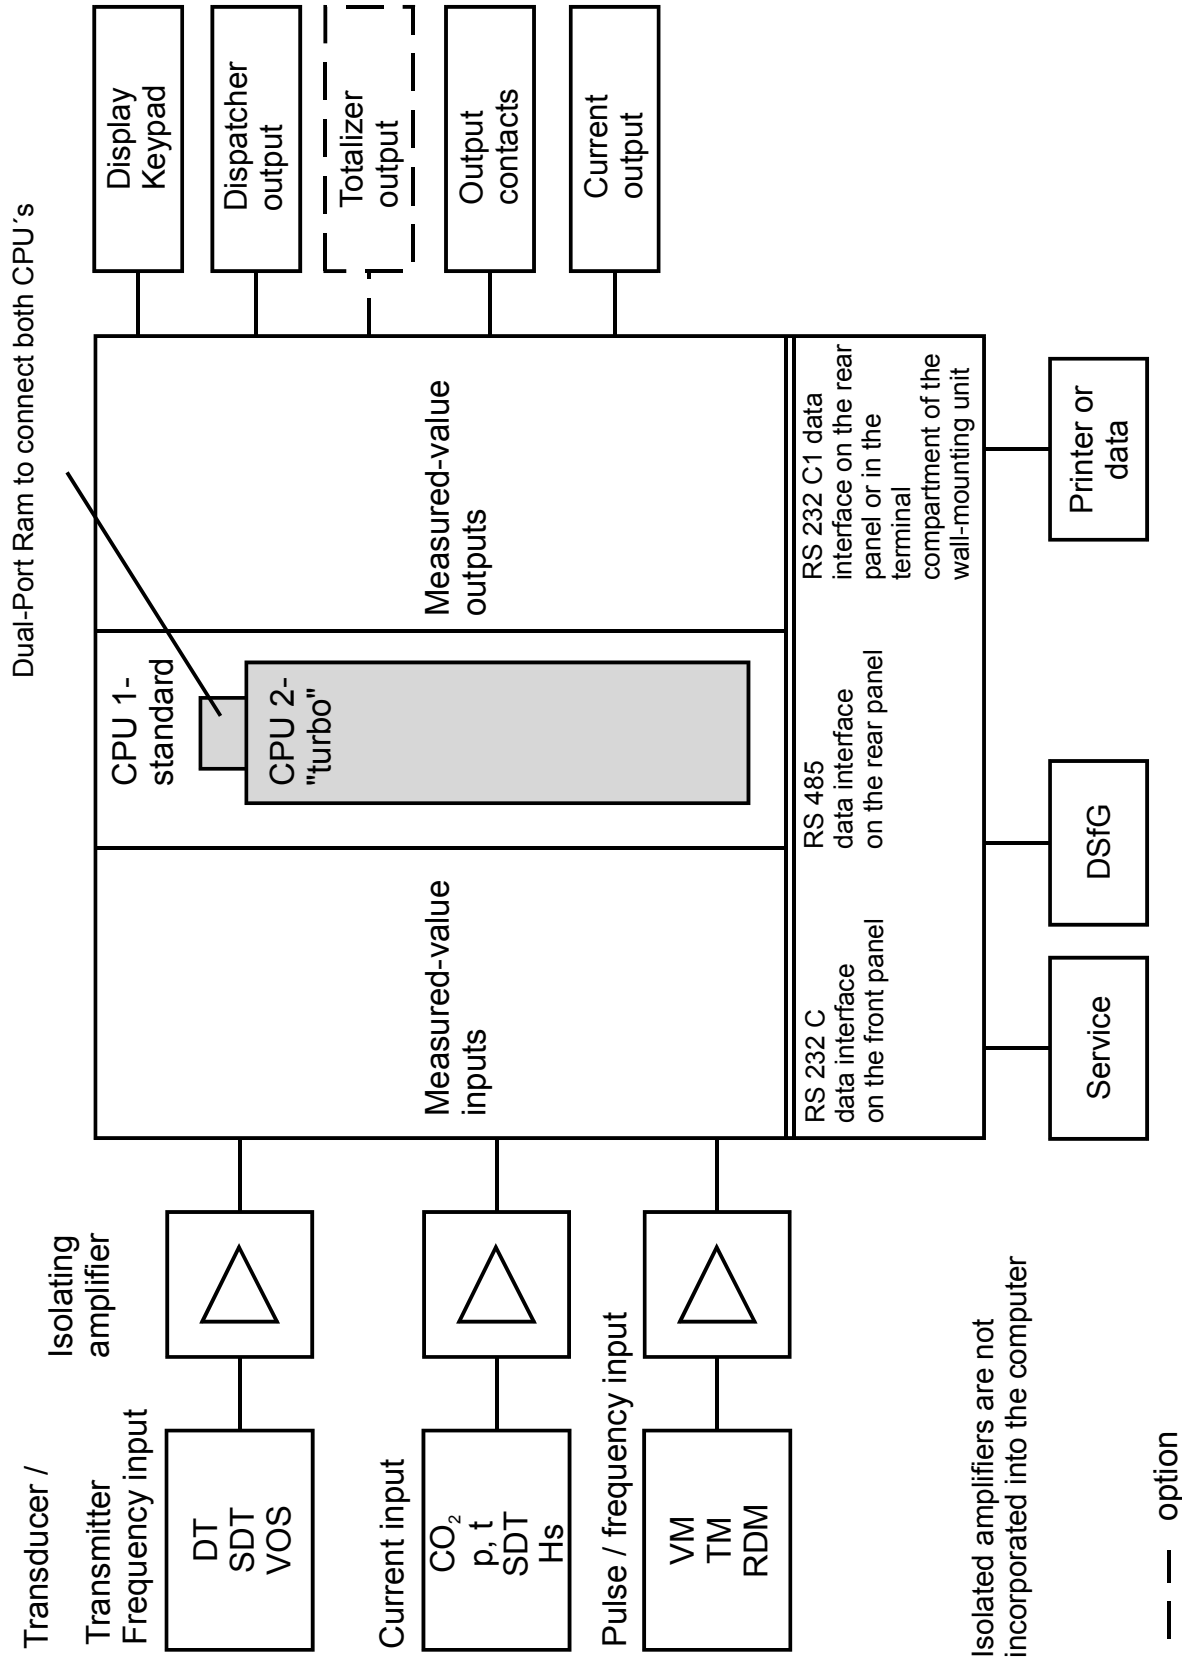 Dual-Port Ram to connect both CPU´s
Transducer /
Transmitter
Frequency input
Isolating
amplifier
DT
SDT
VOS
Current input
CO₂
p, t
SDT
Hs
Pulse / frequency input
VM
TM
RDM
Measured-value
inputs
CPU 1-
standard
CPU 2-
"turbo"
Measured-value
outputs
Display
Keypad
Dispatcher
output
Totalizer
output
Output
contacts
Current
output
RS 232 C
data interface
on the front panel
RS 485
data interface
on the rear panel
RS 232 C1 data
interface on the rear
panel or in the
terminal
compartment of the
wall-mounting unit
Service
DSfG
Printer or
data
Isolated amplifiers are not
incorporated into the computer
option